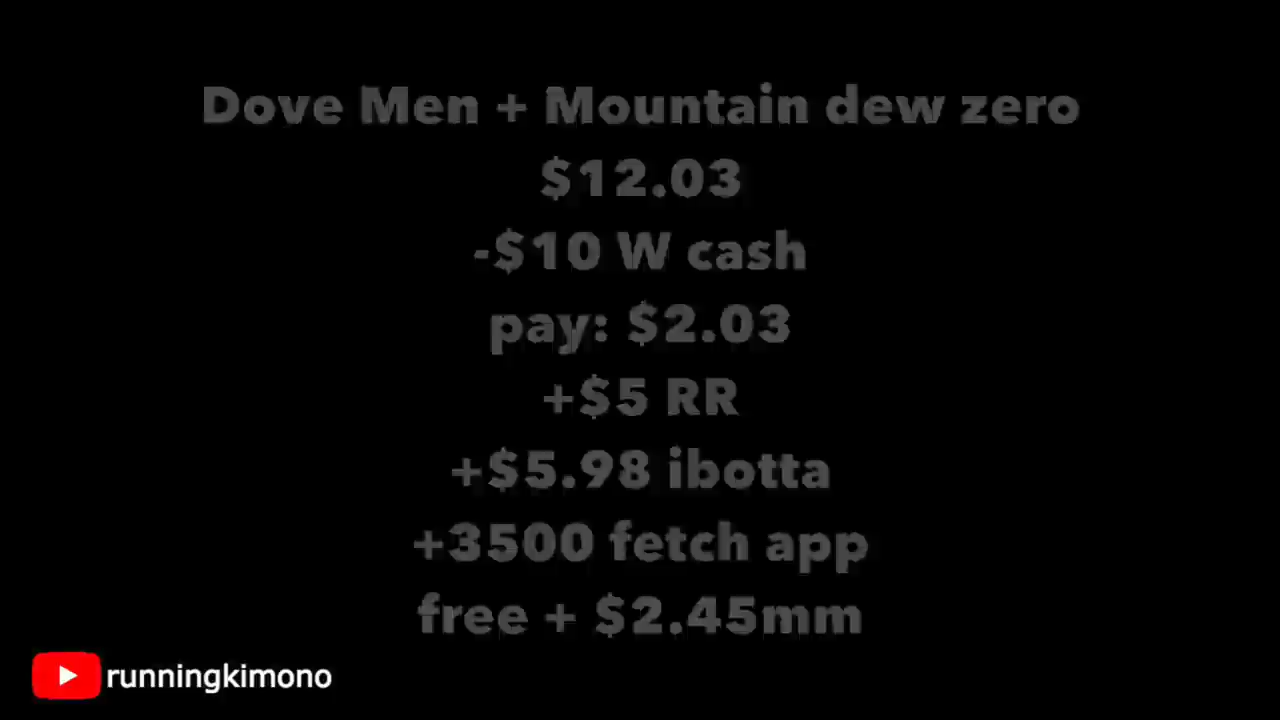 Dove Men + Mountain dew zero
$12.03
-$10 W cash
pay: $2.03
+$5 RR
+$5.98 ibotta
+3500 fetch app
free + $2.45mm
runningkimono